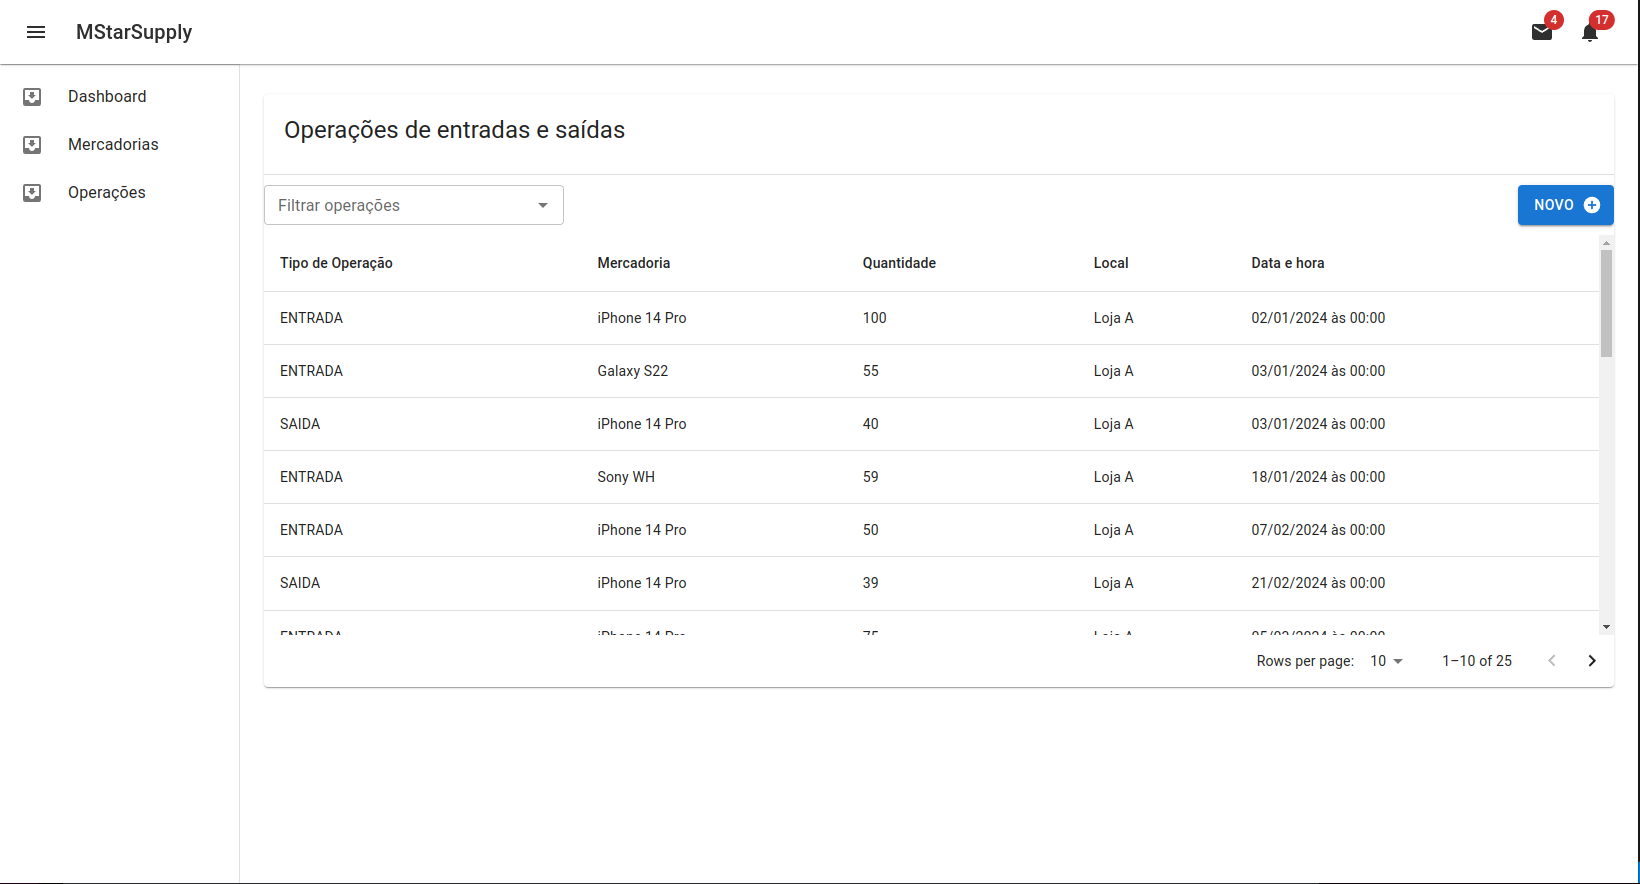 MStarSupply 4 17
Dashboard
Mercadorias
Operações
Operações de entradas e saídas
Filtrar operações NOVO
Tipo de Operação Mercadoria Quantidade Local Data e hora
ENTRADA iPhone 14 Pro 100 Loja A 02/01/2024 às 00:00
ENTRADA Galaxy S22 55 Loja A 03/01/2024 às 00:00
SAIDA iPhone 14 Pro 40 Loja A 03/01/2024 às 00:00
ENTRADA Sony WH 59 Loja A 18/01/2024 às 00:00
ENTRADA iPhone 14 Pro 50 Loja A 07/02/2024 às 00:00
SAIDA iPhone 14 Pro 39 Loja A 21/02/2024 às 00:00
ENTRADA iPhone 14 Pro Loja A
Rows per page: 10 1–10 of 25